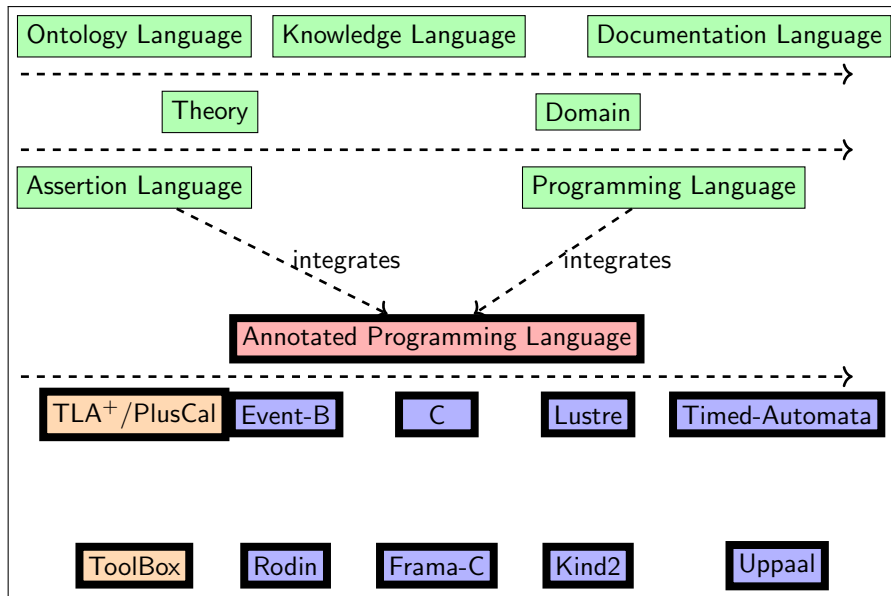 Ontology Language Knowledge Language Documentation Language
Theory Domain
Assertion Language Programming Language
integrates integrates
Annotated Programming Language
TLA⁺/PlusCal Event-B C Lustre Timed-Automata
ToolBox Rodin Frama-C Kind2 Uppaal